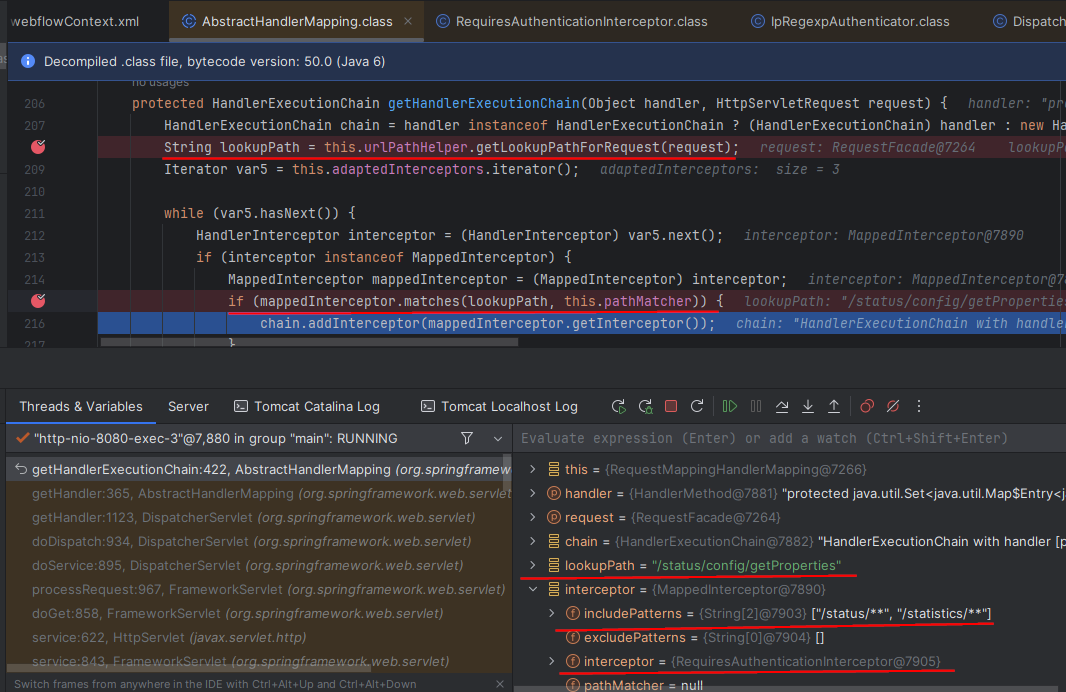 webflowContext.xml AbstractHandlerMapping.class × RequiresAuthenticationInterceptor.class IpRegexpAuthenticator.class Dispatch
Decompiled .class file, bytecode version: 50.0 (Java 6)
no usages
206 protected HandlerExecutionChain getHandlerExecutionChain(Object handler, HttpServletRequest request) { handler: "pr
207 HandlerExecutionChain chain = handler instanceof HandlerExecutionChain ? (HandlerExecutionChain) handler : new Ha
String lookupPath = this.urlPathHelper.getLookupPathForRequest(request); request: RequestFacade@7264 lookupP
209 Iterator var5 = this.adaptedInterceptors.iterator(); adaptedInterceptors: size = 3
210
211 while (var5.hasNext()) {
212 HandlerInterceptor interceptor = (HandlerInterceptor) var5.next(); interceptor: MappedInterceptor@7890
213 if (interceptor instanceof MappedInterceptor) {
214 MappedInterceptor mappedInterceptor = (MappedInterceptor) interceptor; interceptor: MappedInterceptor@78
if (mappedInterceptor.matches(lookupPath, this.pathMatcher)) { lookupPath: "/status/config/getProperties
216 chain.addInterceptor(mappedInterceptor.getInterceptor()); chain: "HandlerExecutionChain with handler
217 }
Threads & Variables Server Tomcat Catalina Log Tomcat Localhost Log
"http-nio-8080-exec-3"@7,880 in group "main": RUNNING
Evaluate expression (Enter) or add a watch (Ctrl+Shift+Enter)
getHandlerExecutionChain:422, AbstractHandlerMapping (org.springframew
getHandler:365, AbstractHandlerMapping (org.springframework.web.servlet
getHandler:1123, DispatcherServlet (org.springframework.web.servlet)
doDispatch:934, DispatcherServlet (org.springframework.web.servlet)
doService:895, DispatcherServlet (org.springframework.web.servlet)
processRequest:967, FrameworkServlet (org.springframework.web.servlet)
doGet:858, FrameworkServlet (org.springframework.web.servlet)
service:622, HttpServlet (javax.servlet.http)
service:843, FrameworkServlet (org.springframework.web.servlet)
Switch frames from anywhere in the IDE with Ctrl+Alt+Up and Ctrl+Alt+Down ×
this = {RequestMappingHandlerMapping@7266}
handler = {HandlerMethod@7881} "protected java.util.Set<java.util.Map$Entry<j
request = {RequestFacade@7264}
chain = {HandlerExecutionChain@7882} "HandlerExecutionChain with handler [p
lookupPath = "/status/config/getProperties"
interceptor = {MappedInterceptor@7890}
includePatterns = {String[2]@7903} ["/status/**", "/statistics/**"]
excludePatterns = {String[0]@7904} []
interceptor = {RequiresAuthenticationInterceptor@7905}
pathMatcher = null